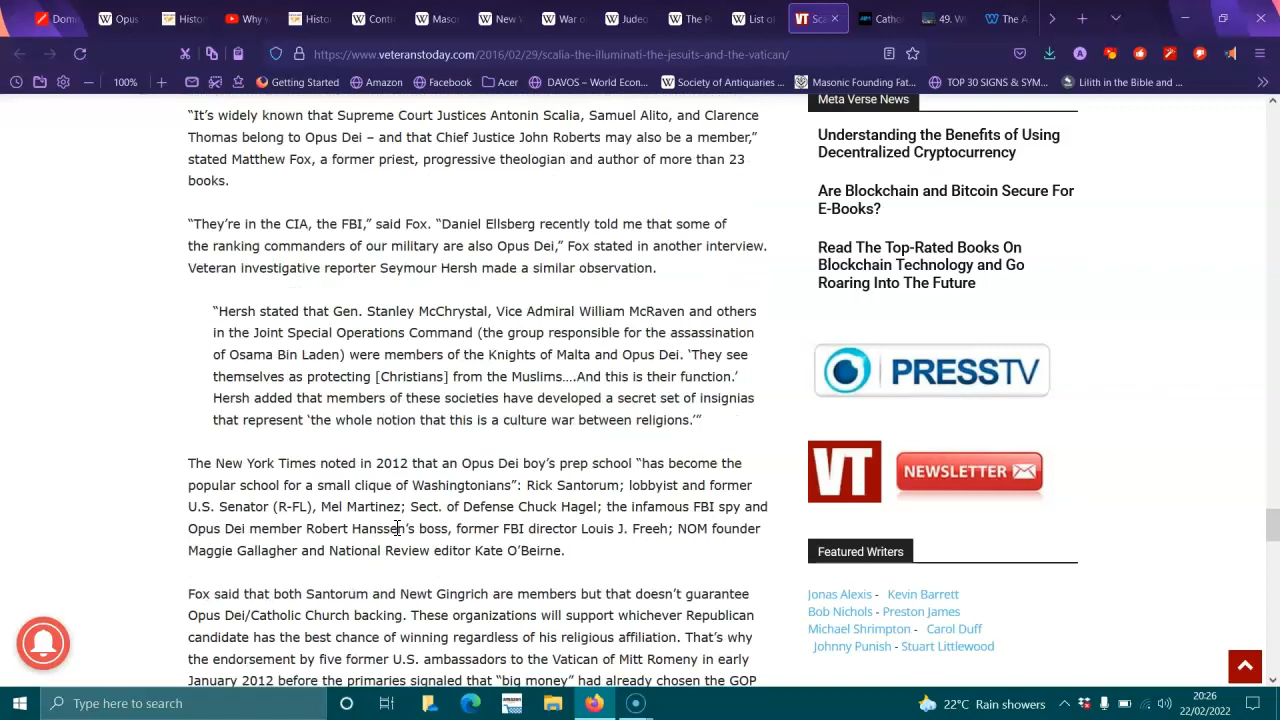 Dom
Opus
Histor
Why v
Histor
Contr
Maso
New
War o
Judeo
The P
List o
VT Sca
Cathc
49. W
The A
https://www.veteranstoday.com/2016/02/29/scalia-the-illuminati-the-jesuits-and-the-vatican/
100%
Getting Started
Amazon
Facebook
Acer
DAVOS – World Econ...
Society of Antiquaries ...
Masonic Founding Fat...
TOP 30 SIGNS & SYM...
Lilith in the Bible and ...
"It's widely known that Supreme Court Justices Antonin Scalia, Samuel Alito, and Clarence
Thomas belong to Opus Dei – and that Chief Justice John Roberts may also be a member,"
stated Matthew Fox, a former priest, progressive theologian and author of more than 23
books.
"They're in the CIA, the FBI," said Fox. "Daniel Ellsberg recently told me that some of
the ranking commanders of our military are also Opus Dei," Fox stated in another interview.
Veteran investigative reporter Seymour Hersh made a similar observation.
"Hersh stated that Gen. Stanley McChrystal, Vice Admiral William McRaven and others
in the Joint Special Operations Command (the group responsible for the assassination
of Osama Bin Laden) were members of the Knights of Malta and Opus Dei. 'They see
themselves as protecting [Christians] from the Muslims….And this is their function.'
Hersh added that members of these societies have developed a secret set of insignias
that represent 'the whole notion that this is a culture war between religions.'"
The New York Times noted in 2012 that an Opus Dei boy's prep school "has become the
popular school for a small clique of Washingtonians": Rick Santorum; lobbyist and former
U.S. Senator (R-FL), Mel Martinez; Sect. of Defense Chuck Hagel; the infamous FBI spy and
Opus Dei member Robert Hanssen's boss, former FBI director Louis J. Freeh; NOM founder
Maggie Gallagher and National Review editor Kate O'Beirne.
Fox said that both Santorum and Newt Gingrich are members but that doesn't guarantee
Opus Dei/Catholic Church backing. These organizations will support whichever Republican
candidate has the best chance of winning regardless of his religious affiliation. That's why
the endorsement by five former U.S. ambassadors to the Vatican of Mitt Romeny in early
January 2012 before the primaries signaled that "big money" had already chosen the GOP
Meta Verse News
Understanding the Benefits of Using
Decentralized Cryptocurrency
Are Blockchain and Bitcoin Secure For
E-Books?
Read The Top-Rated Books On
Blockchain Technology and Go
Roaring Into The Future
PRESSTV
VT
NEWSLETTER
Featured Writers
Jonas Alexis - Kevin Barrett
Bob Nichols - Preston James
Michael Shrimpton - Carol Duff
Johnny Punish - Stuart Littlewood
Type here to search
22°C Rain showers
20:26
22/02/2022